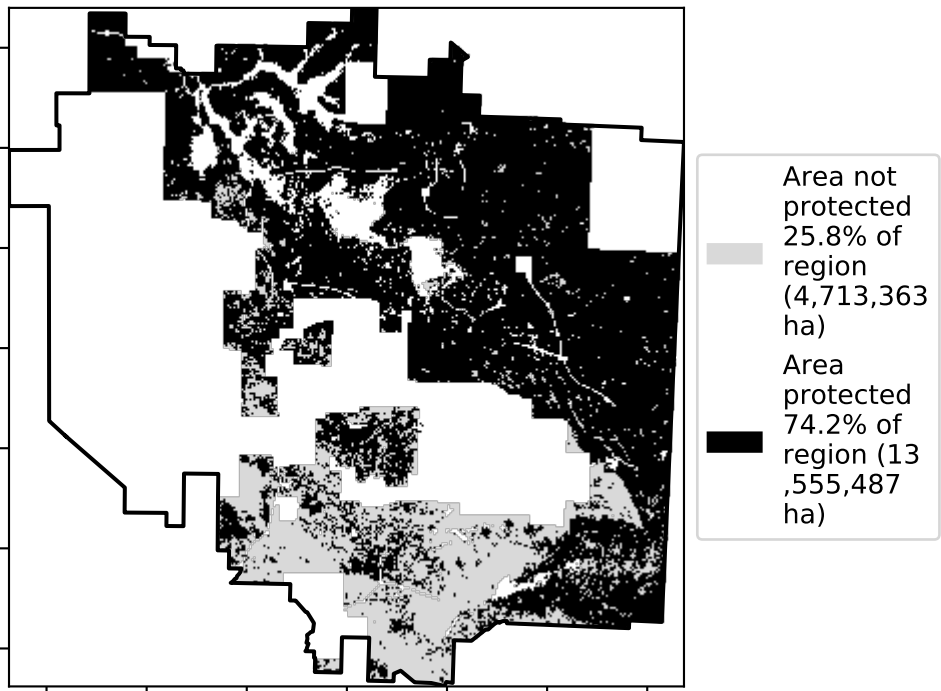 Area not
protected
25.8% of
region
(4,713,363
ha)
Area
protected
74.2% of
region (13
,555,487
ha)